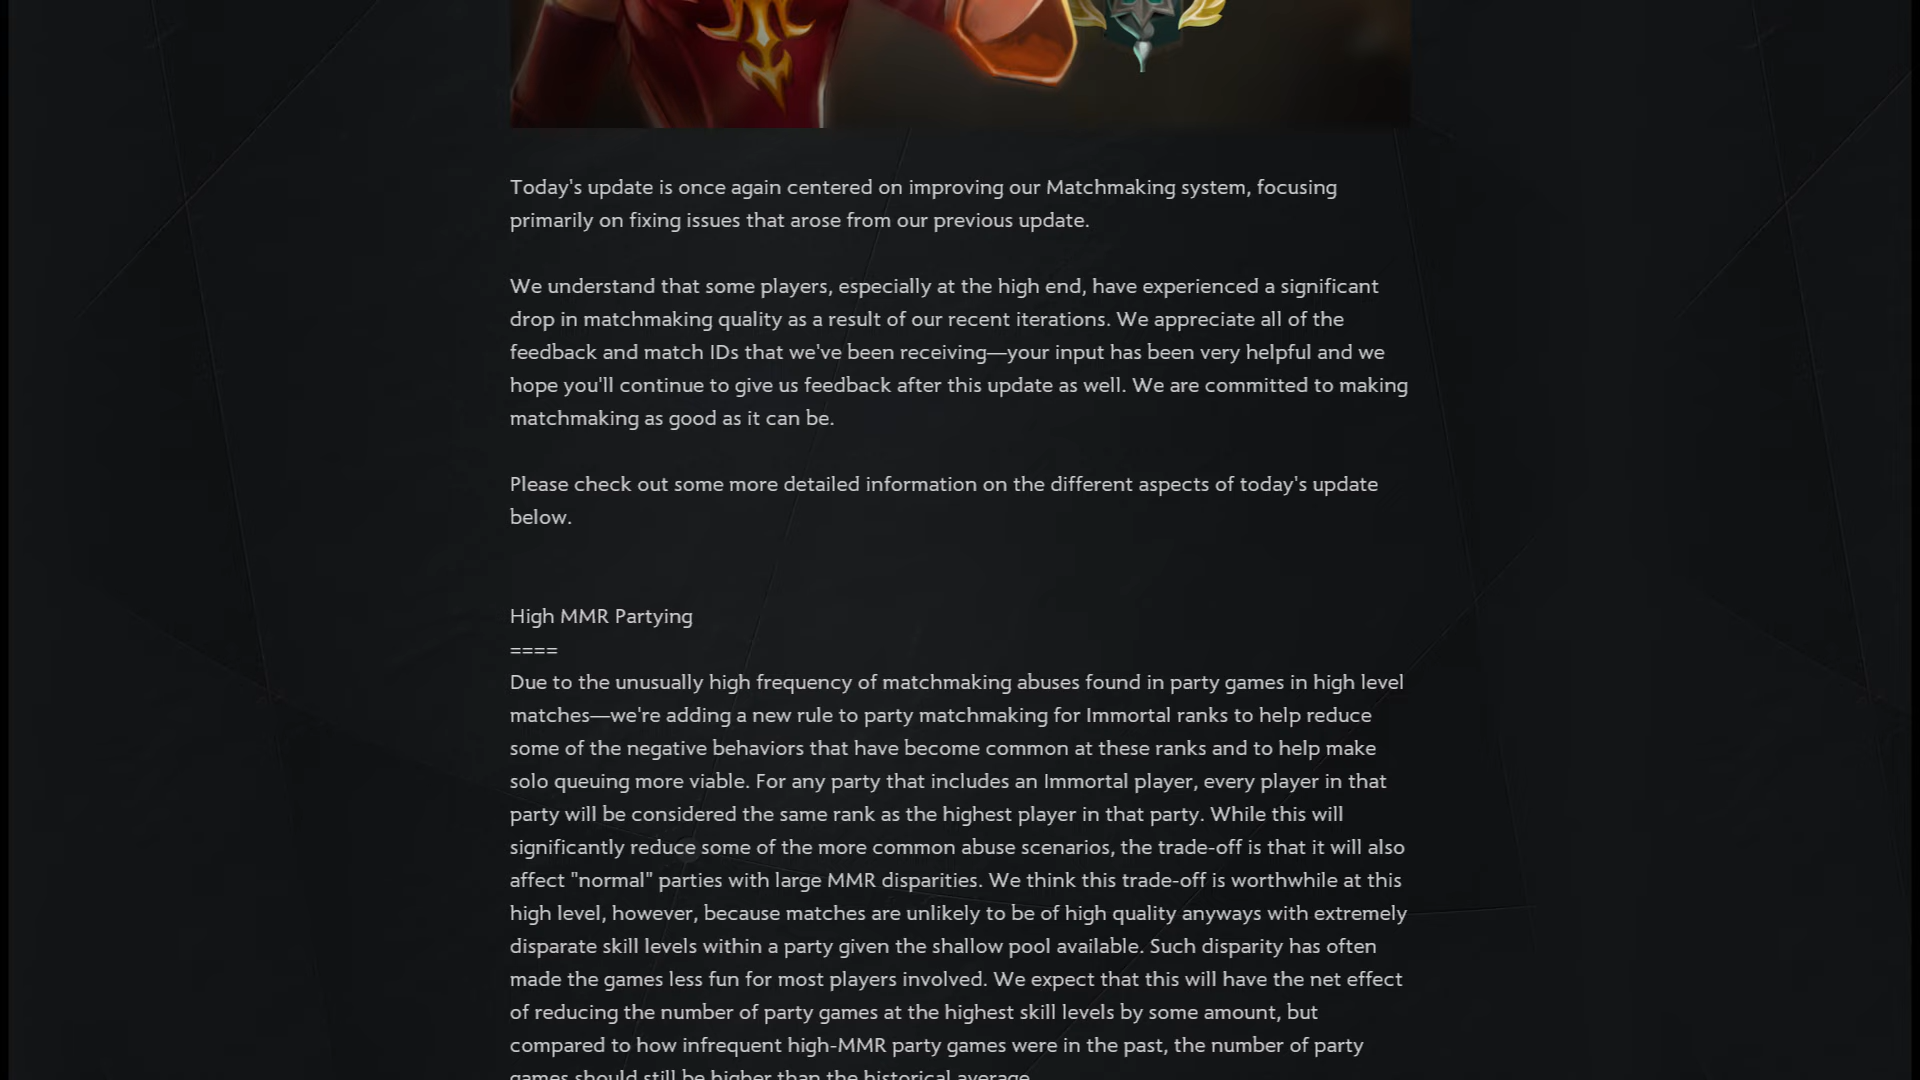 Today's update is once again centered on improving our Matchmaking system, focusing
primarily on fixing issues that arose from our previous update.
We understand that some players, especially at the high end, have experienced a significant
drop in matchmaking quality as a result of our recent iterations. We appreciate all of the
feedback and match IDs that we've been receiving—your input has been very helpful and we
hope you'll continue to give us feedback after this update as well. We are committed to making
matchmaking as good as it can be.
Please check out some more detailed information on the different aspects of today's update
below.
High MMR Partying
====
Due to the unusually high frequency of matchmaking abuses found in party games in high level
matches—we're adding a new rule to party matchmaking for Immortal ranks to help reduce
some of the negative behaviors that have become common at these ranks and to help make
solo queuing more viable. For any party that includes an Immortal player, every player in that
party will be considered the same rank as the highest player in that party. While this will
significantly reduce some of the more common abuse scenarios, the trade-off is that it will also
affect "normal" parties with large MMR disparities. We think this trade-off is worthwhile at this
high level, however, because matches are unlikely to be of high quality anyways with extremely
disparate skill levels within a party given the shallow pool available. Such disparity has often
made the games less fun for most players involved. We expect that this will have the net effect
of reducing the number of party games at the highest skill levels by some amount, but
compared to how infrequent high-MMR party games were in the past, the number of party
games should still be higher than the historical average.